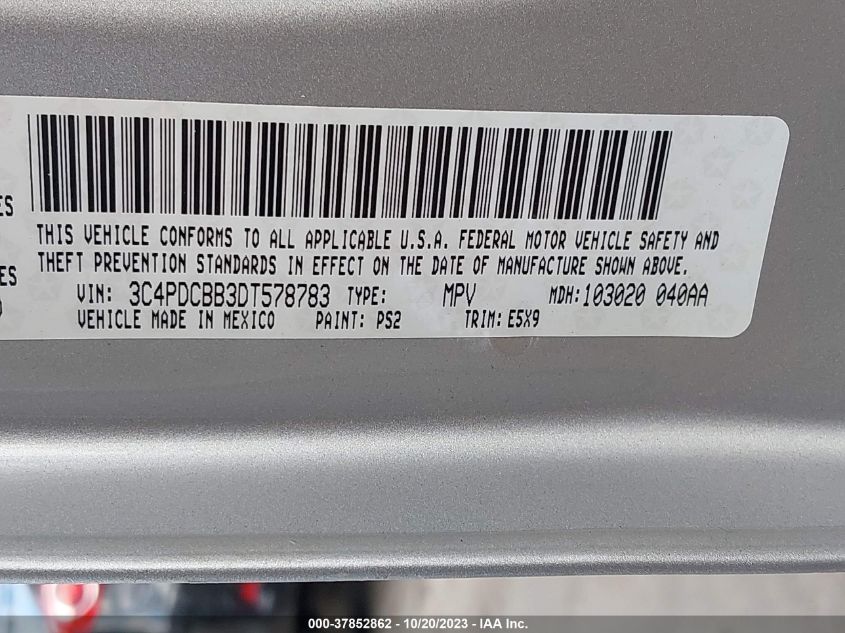 ES
THIS VEHICLE CONFORMS TO ALL APPLICABLE U.S.A. FEDERAL MOTOR VEHICLE SAFETY AND
THEFT PREVENTION STANDARDS IN EFFECT ON THE DATE OF MANUFACTURE SHOWN ABOVE.
ES
VIN: 3C4PDCBB3DT578783 TYPE: MPV MDH:103020 040AA
VEHICLE MADE IN MEXICO PAINT: PS2 TRIM: E5X9
000-37852862 - 10/20/2023 - IAA Inc.